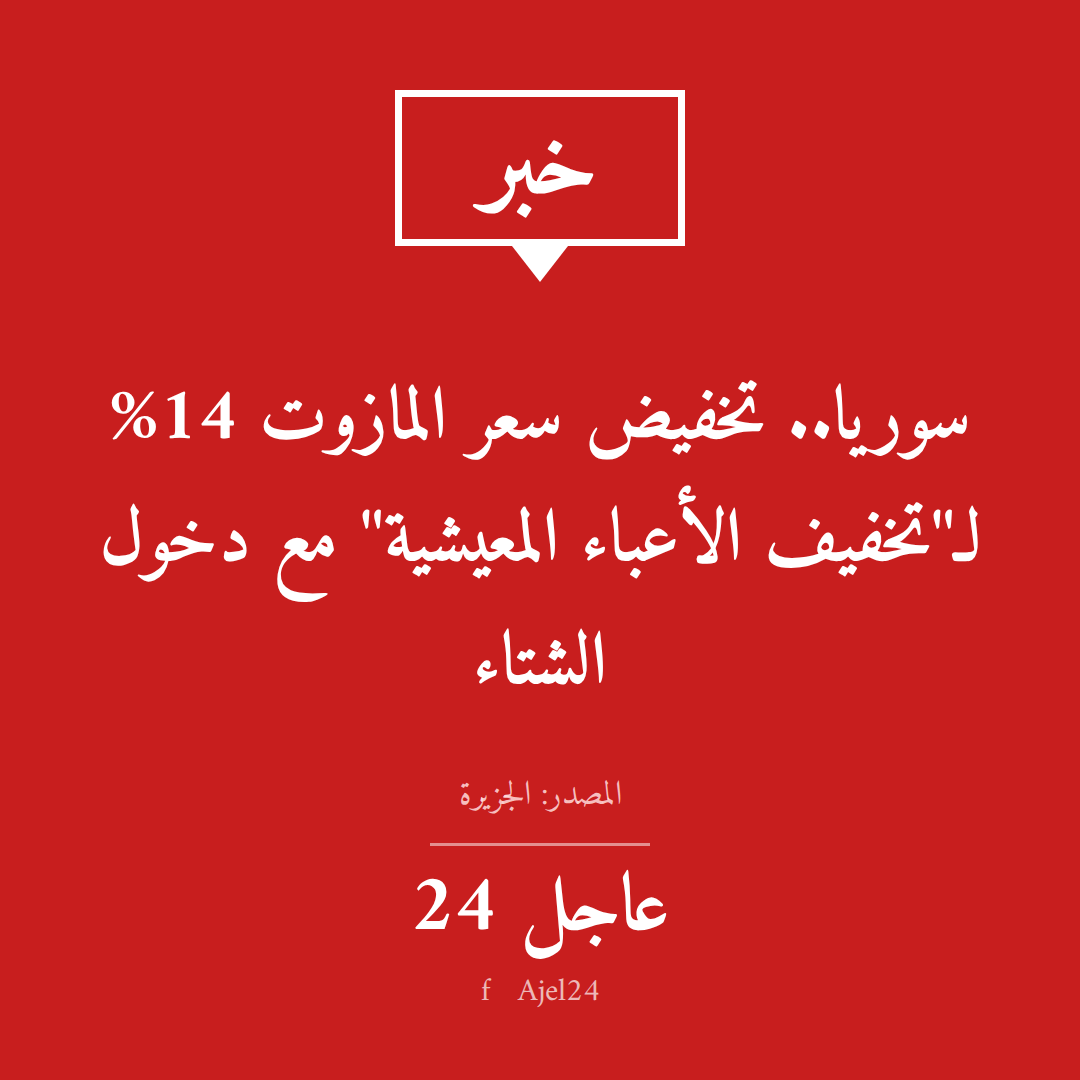 خبر
سوريا.. تخفيض سعر المازوت 14%
لـ"تخفيف الأعباء المعيشية" مع دخول
الشتاء
المصدر: الجزيرة
عاجل 24
f Ajel24